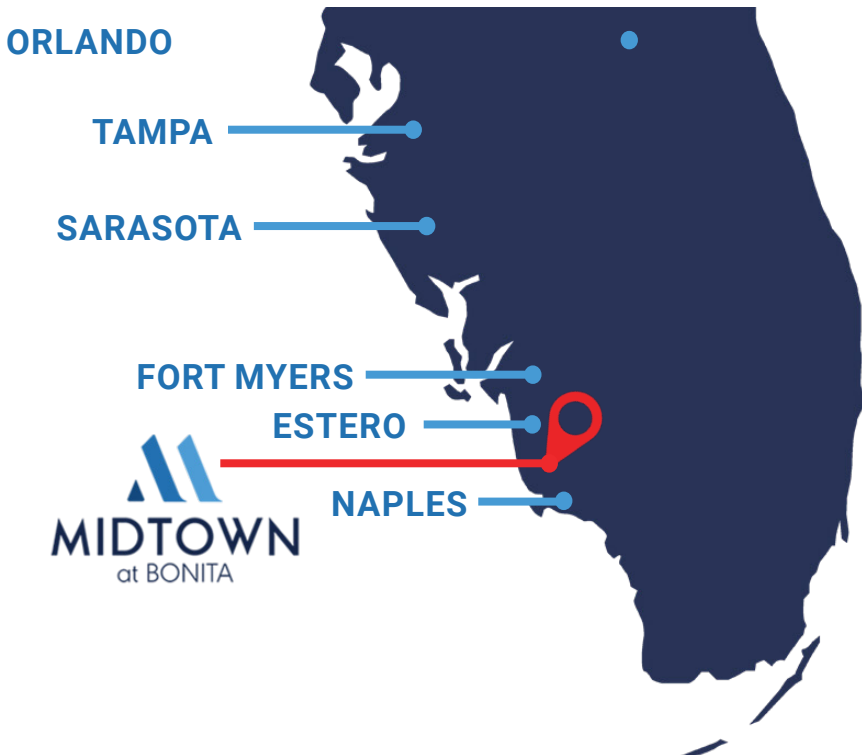 ORLANDO
TAMPA
SARASOTA
FORT MYERS
ESTERO
NAPLES
MIDTOWN
at BONITA